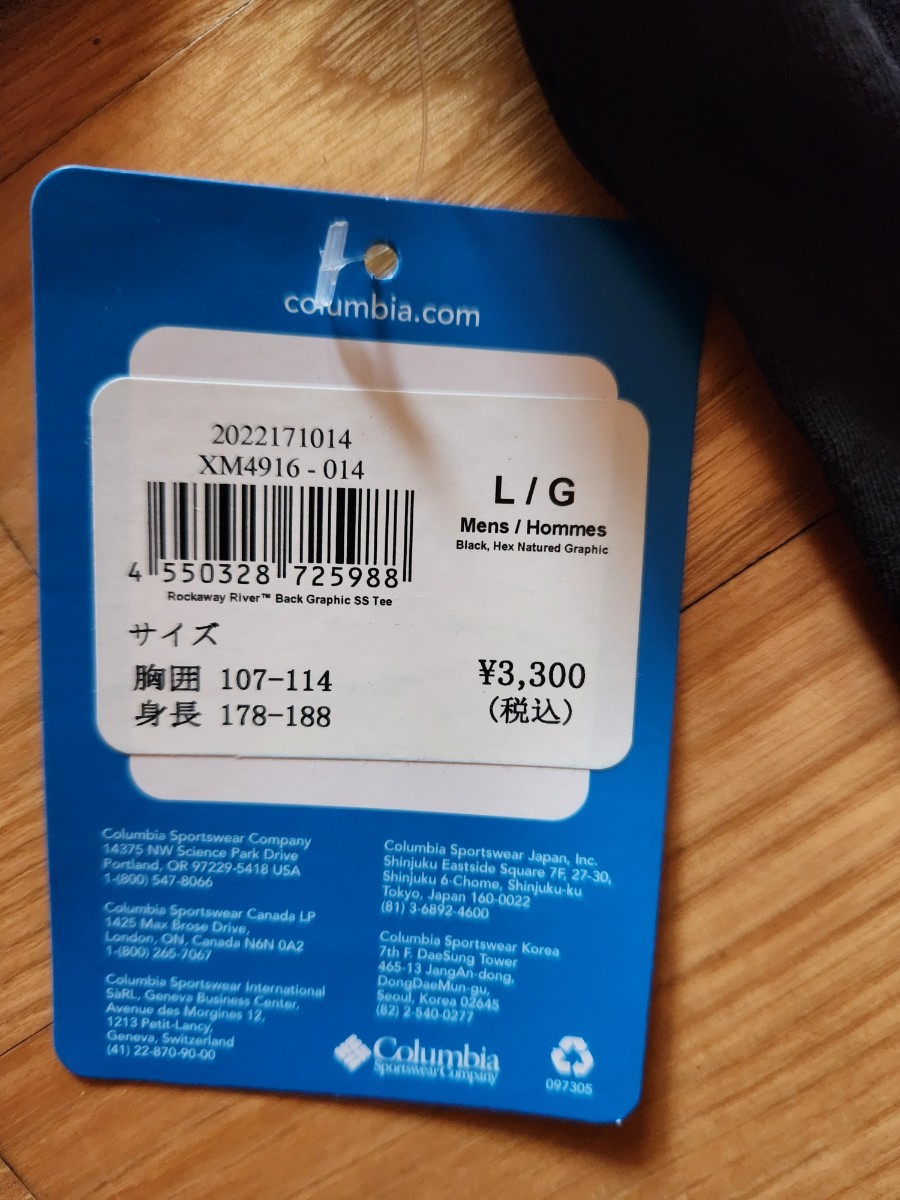 columbia.com
2022171014
XM4916 - 014
L / G
Mens / Hommes
Black, Hex Natured Graphic
4 550328 725988
Rockaway River™ Back Graphic SS Tee
サイズ
胸囲 107-114
身長 178-188
¥3,300
(税込)
Columbia Sportswear Company
14375 NW Science Park Drive
Portland, OR 97229-5418 USA
1-(800) 547-8066
Columbia Sportswear Canada LP
1425 Max Brose Drive,
London, ON, Canada N6N 0A2
1-(800) 265-7067
Columbia Sportswear International
SàRL, Geneva Business Center,
Avenue des Morgines 12,
1213 Petit-Lancy,
Geneva, Switzerland
(41) 22-870-90-00
Columbia Sportswear Japan, Inc.
Shinjuku Eastside Square 7F, 27-30,
Shinjuku 6-Chome, Shinjuku-ku
Tokyo, Japan 160-0022
(81) 3-6892-4600
Columbia Sportswear Korea
7th F. DaeSung Tower
465-13 JangAn-dong,
DongDaeMun-gu,
Seoul, Korea 02645
(82) 2-540-0277
Columbia
Sportswear Company
097305